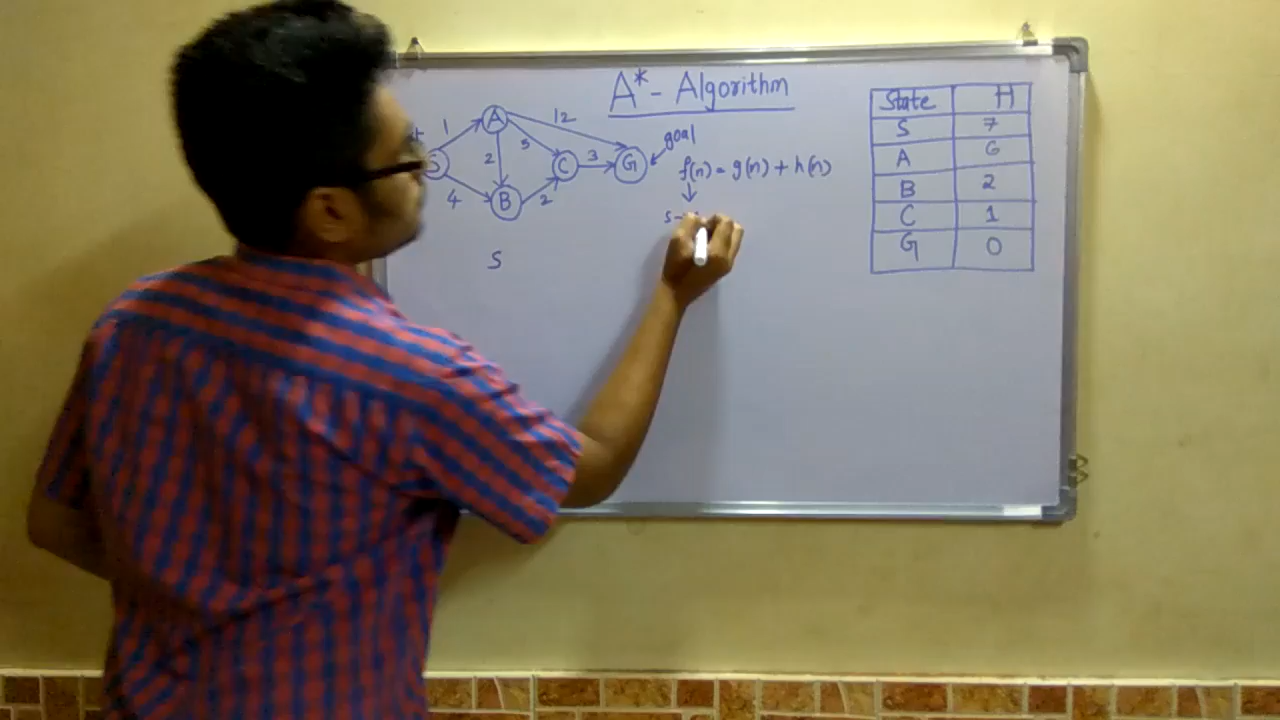 A* - Algorithm
State H
S 7
A 6
B 2
C 1
G 0
1 A 12
5
goal
S 2 C 3 G
f(n) = g(n) + h(n)
4 B 2
S